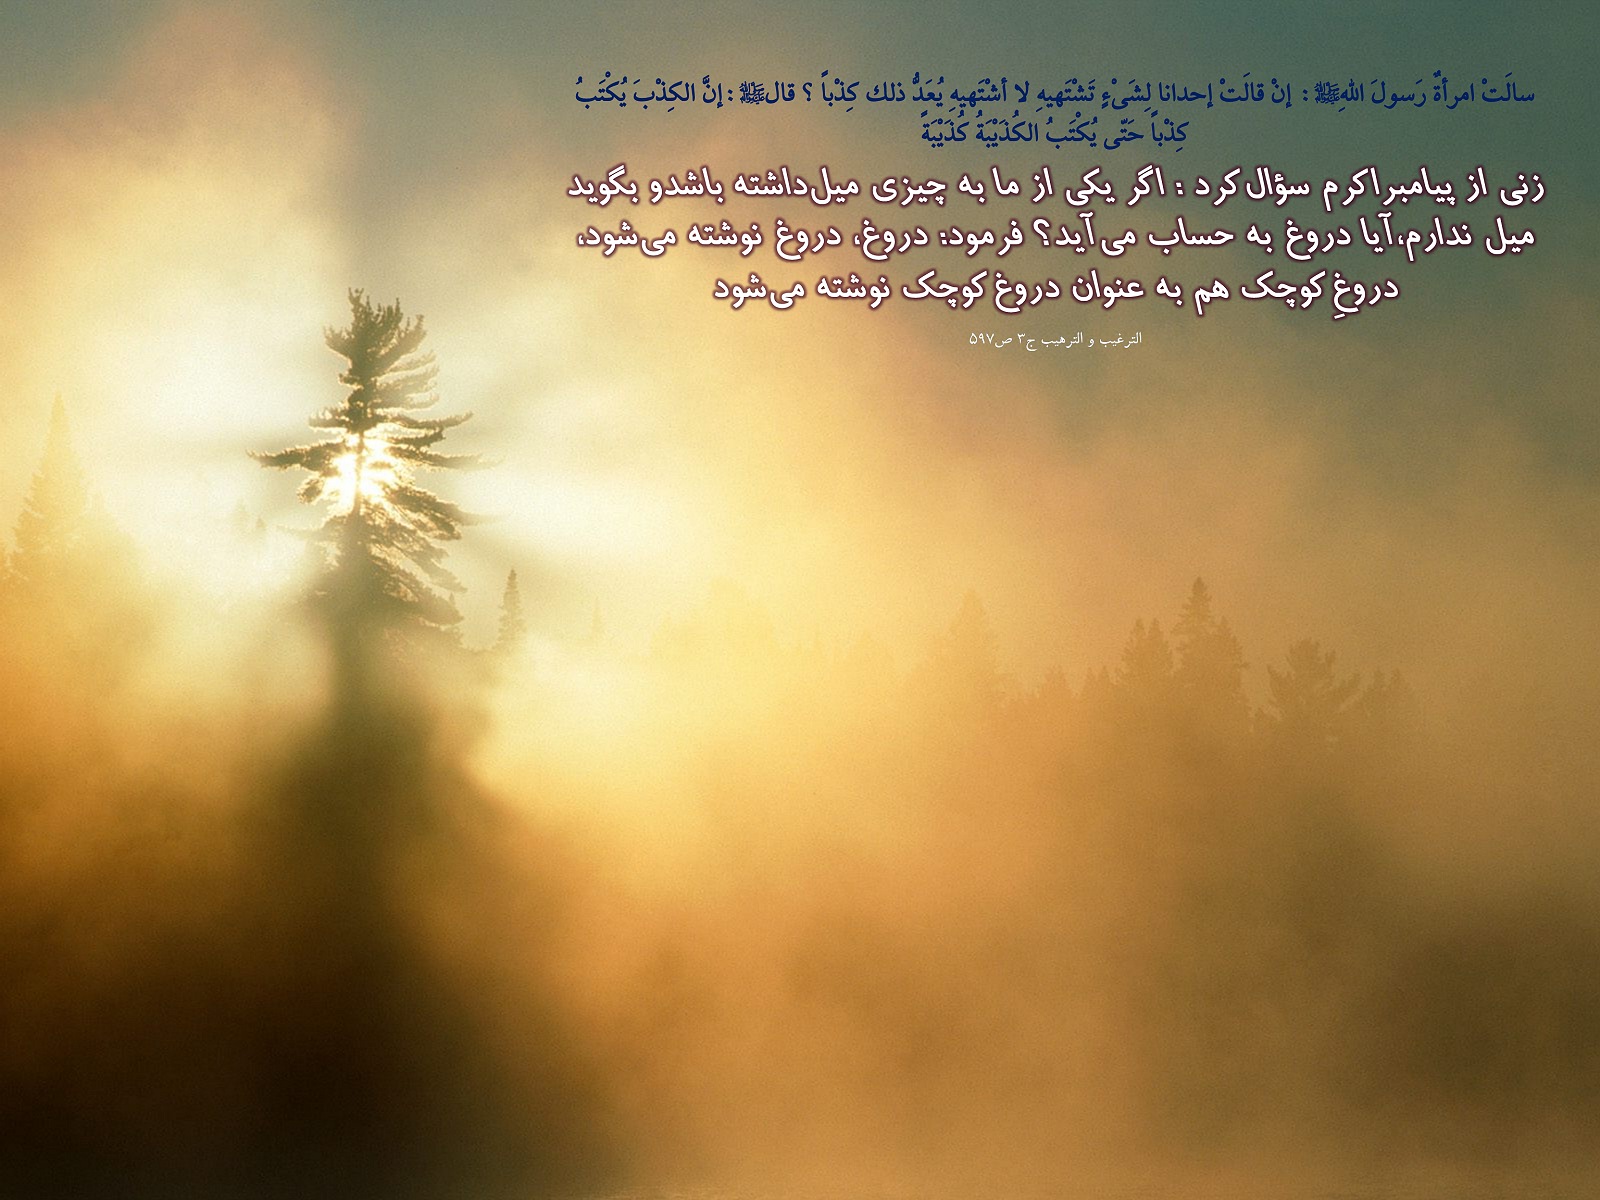 سالَتْ امرأةٌ رَسولَ اللهِ ﷺ : إنْ قالَتْ إحدانا لِشَىْءٍ تَشْتَهيهِ لا أشْتَهيهِ يُعَدُّ ذلك كِذْباً ؟ قال ﷺ : إنَّ الكِذْبَ يُكْتَبُ
كِذْباً حَتّى يُكْتَبُ الكُذَيْبَةُ كُذَيْبَةً
زنی از پیامبراکرم سؤال کرد : اگر یکی از ما به چیزی میل‌داشته باشدو بگوید
میل ندارم،آیا دروغ به حساب می‌آید؟ فرمود: دروغ، دروغ نوشته می‌شود،
دروغِ کوچک هم به عنوان دروغ کوچک نوشته می‌شود
الترغیب و الترهیب ج۳ ص۵۹۷